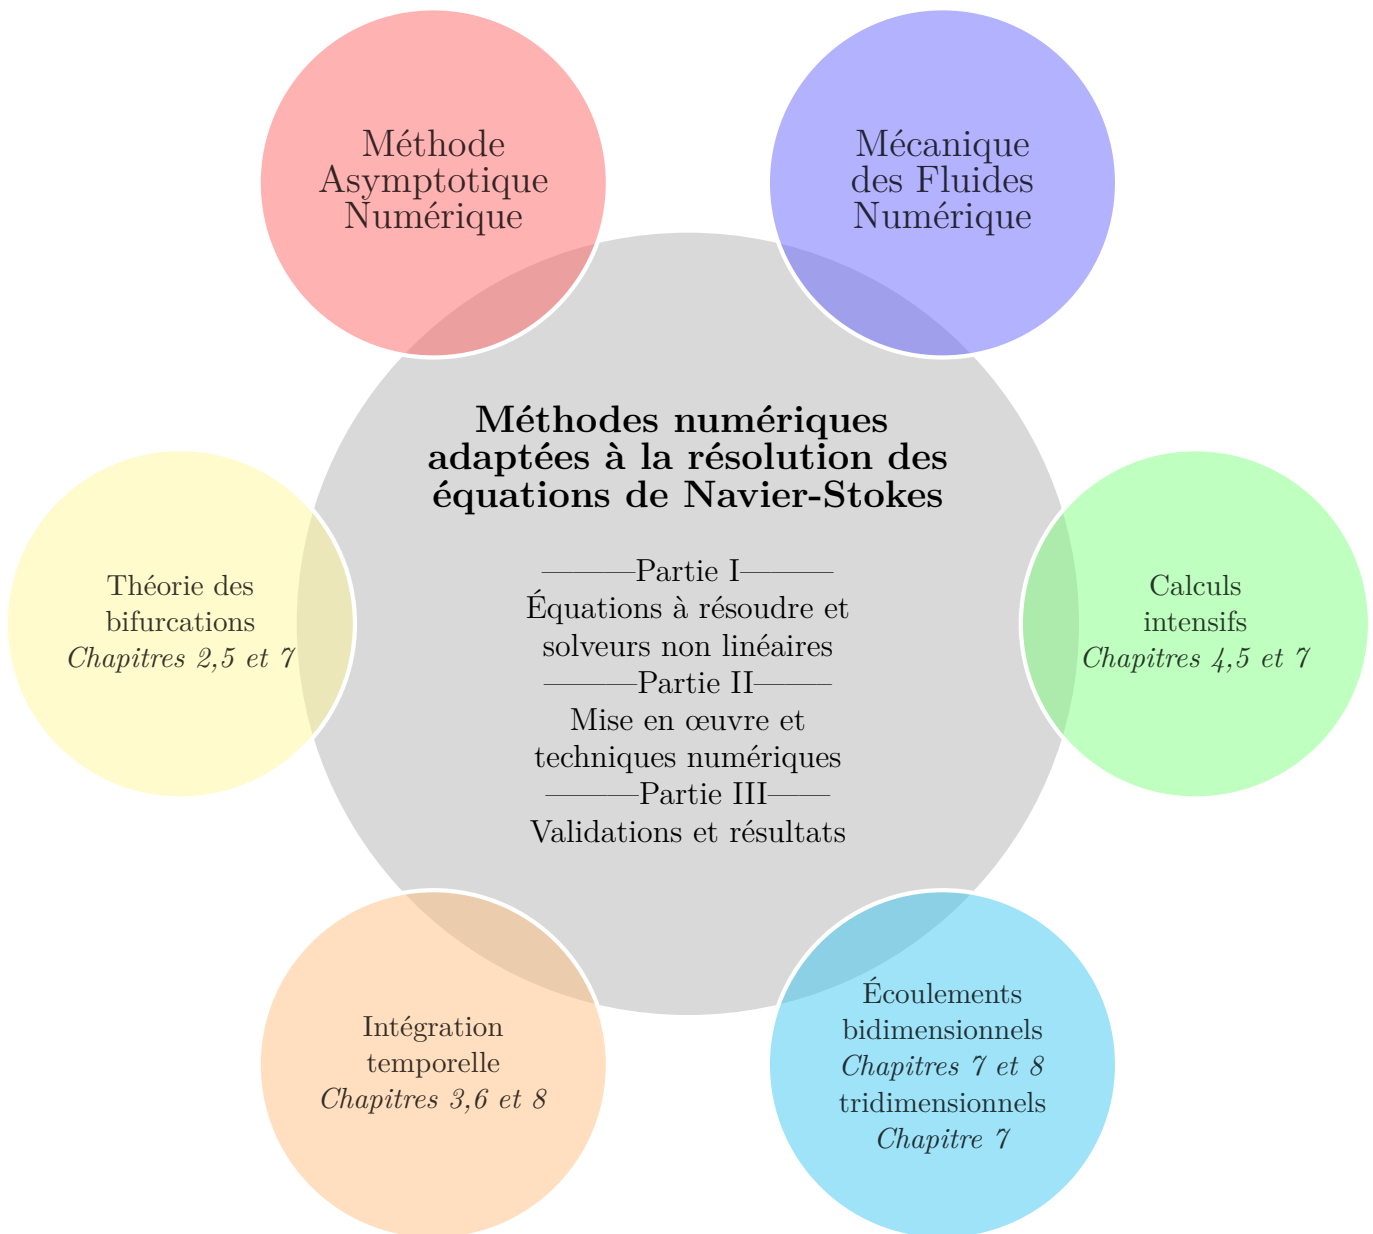 Méthode
Asymptotique
Numérique
Mécanique
des Fluides
Numérique
Méthodes numériques
adaptées à la résolution des
équations de Navier-Stokes
———Partie I———
Équations à résoudre et
solveurs non linéaires
———Partie II——–
Mise en œuvre et
techniques numériques
———Partie III——
Validations et résultats
Théorie des
bifurcations
Chapitres 2,5 et 7
Calculs
intensifs
Chapitres 4,5 et 7
Intégration
temporelle
Chapitres 3,6 et 8
Écoulements
bidimensionnels
Chapitres 7 et 8
tridimensionnels
Chapitre 7